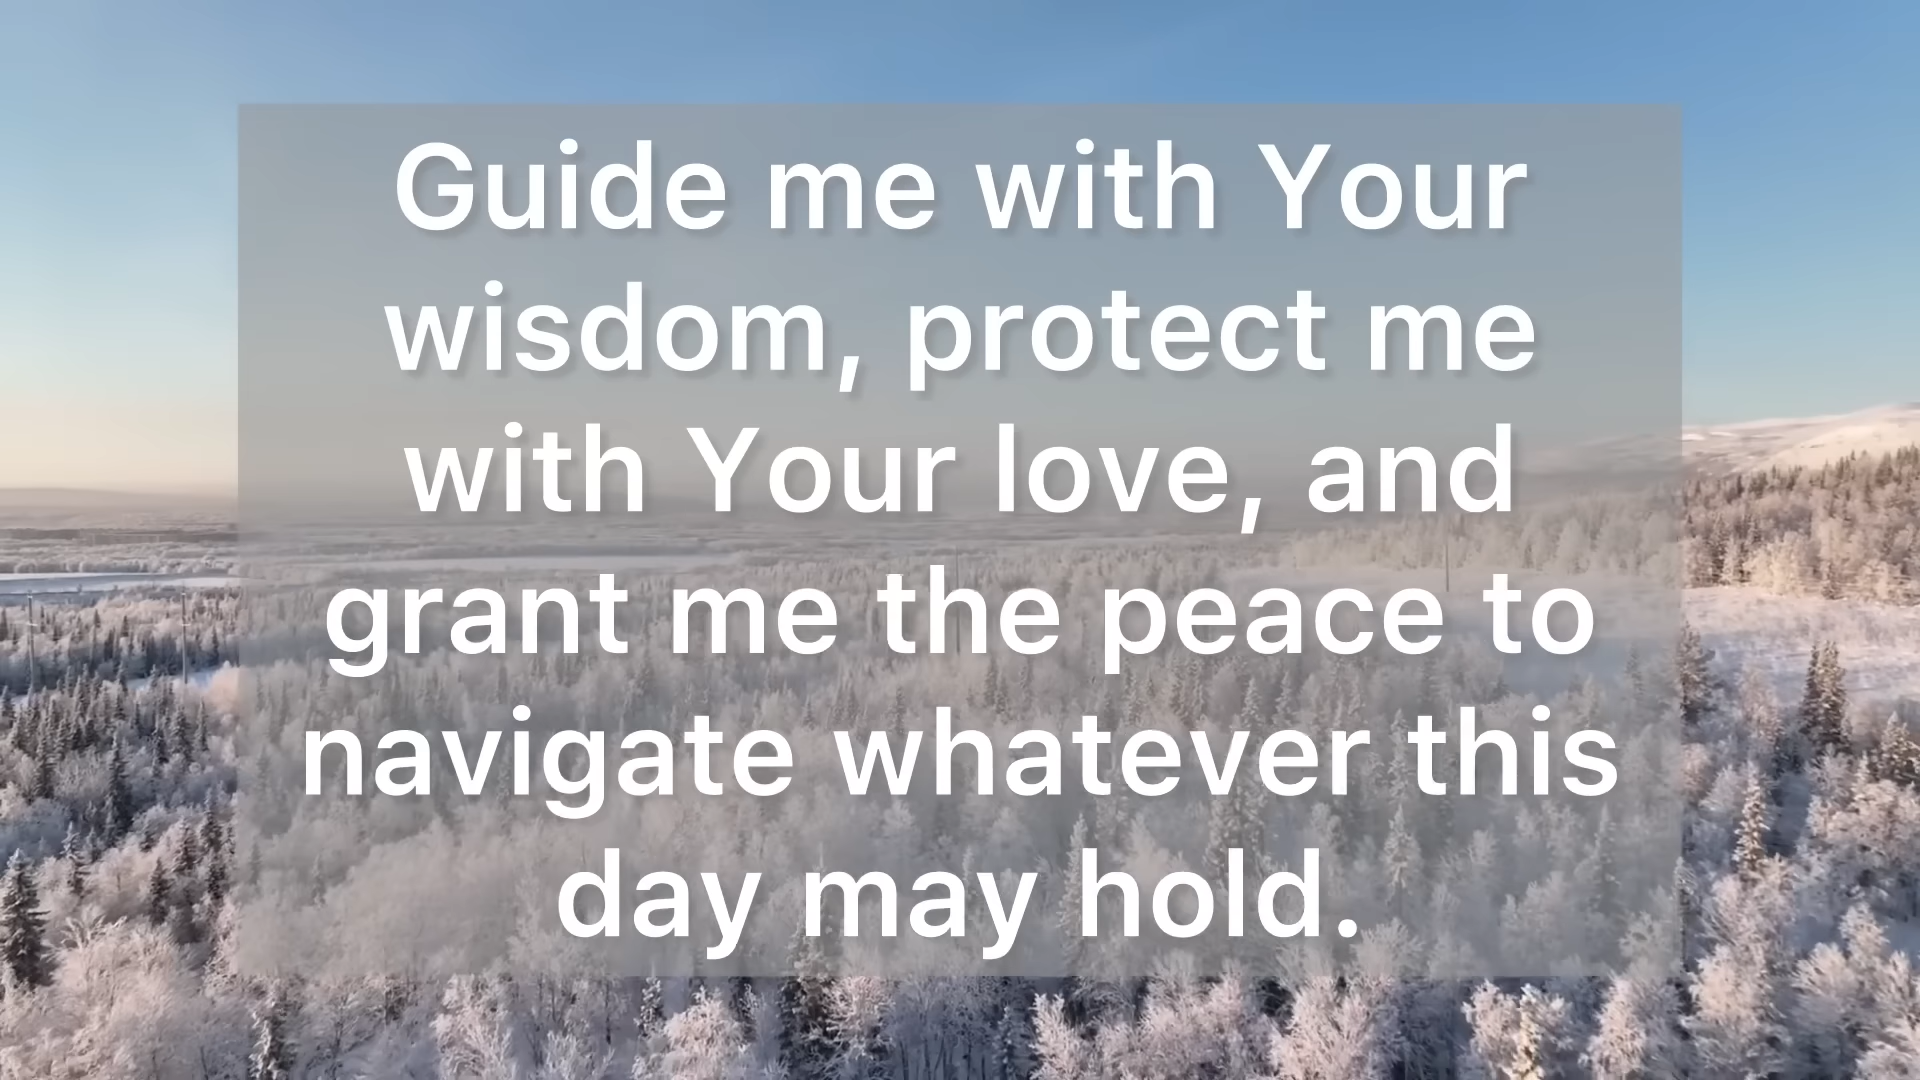 Guide me with Your
wisdom, protect me
with Your love, and
grant me the peace to
navigate whatever this
day may hold.